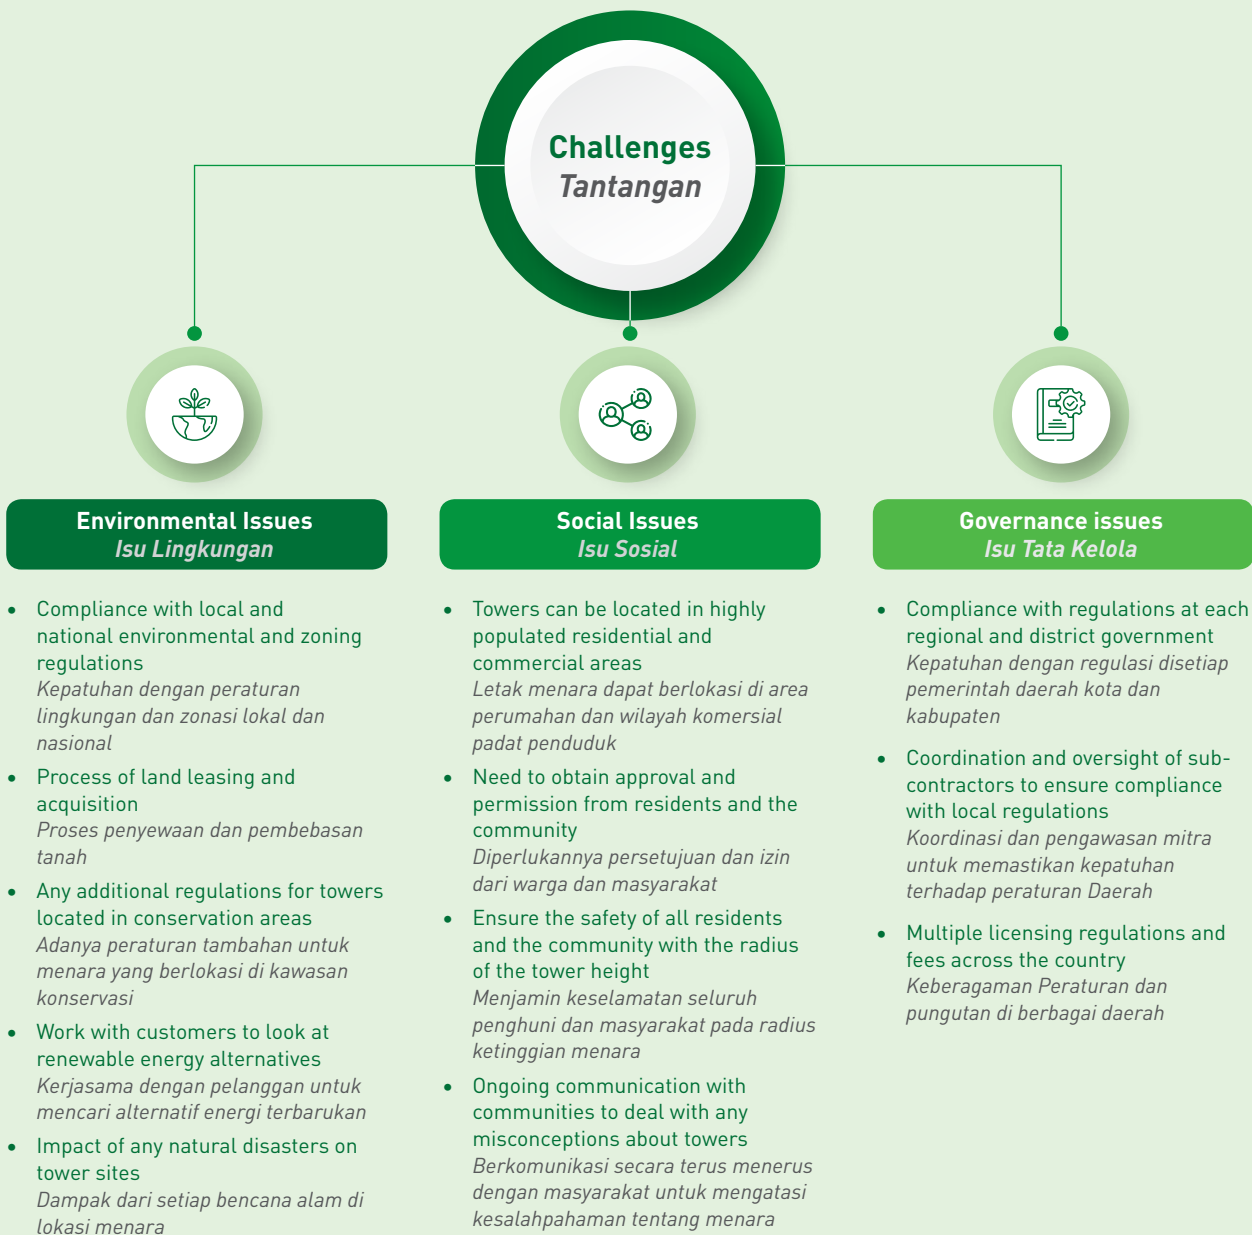 Challenges
Tantangan
Environmental Issues
Isu Lingkungan
• Compliance with local and
national environmental and zoning
regulations
Kepatuhan dengan peraturan
lingkungan dan zonasi lokal dan
nasional
• Process of land leasing and
acquisition
Proses penyewaan dan pembebasan
tanah
• Any additional regulations for towers
located in conservation areas
Adanya peraturan tambahan untuk
menara yang berlokasi di kawasan
konservasi
• Work with customers to look at
renewable energy alternatives
Kerjasama dengan pelanggan untuk
mencari alternatif energi terbarukan
• Impact of any natural disasters on
tower sites
Dampak dari setiap bencana alam di
lokasi menara
Social Issues
Isu Sosial
• Towers can be located in highly
populated residential and
commercial areas
Letak menara dapat berlokasi di area
perumahan dan wilayah komersial
padat penduduk
• Need to obtain approval and
permission from residents and the
community
Diperlukannya persetujuan dan izin
dari warga dan masyarakat
• Ensure the safety of all residents
and the community with the radius
of the tower height
Menjamin keselamatan seluruh
penghuni dan masyarakat pada radius
ketinggian menara
• Ongoing communication with
communities to deal with any
misconceptions about towers
Berkomunikasi secara terus menerus
dengan masyarakat untuk mengatasi
kesalahpahaman tentang menara
Governance issues
Isu Tata Kelola
• Compliance with regulations at each
regional and district government
Kepatuhan dengan regulasi disetiap
pemerintah daerah kota dan
kabupaten
• Coordination and oversight of sub-
contractors to ensure compliance
with local regulations
Koordinasi dan pengawasan mitra
untuk memastikan kepatuhan
terhadap peraturan Daerah
• Multiple licensing regulations and
fees across the country
Keberagaman Peraturan dan
pungutan di berbagai daerah